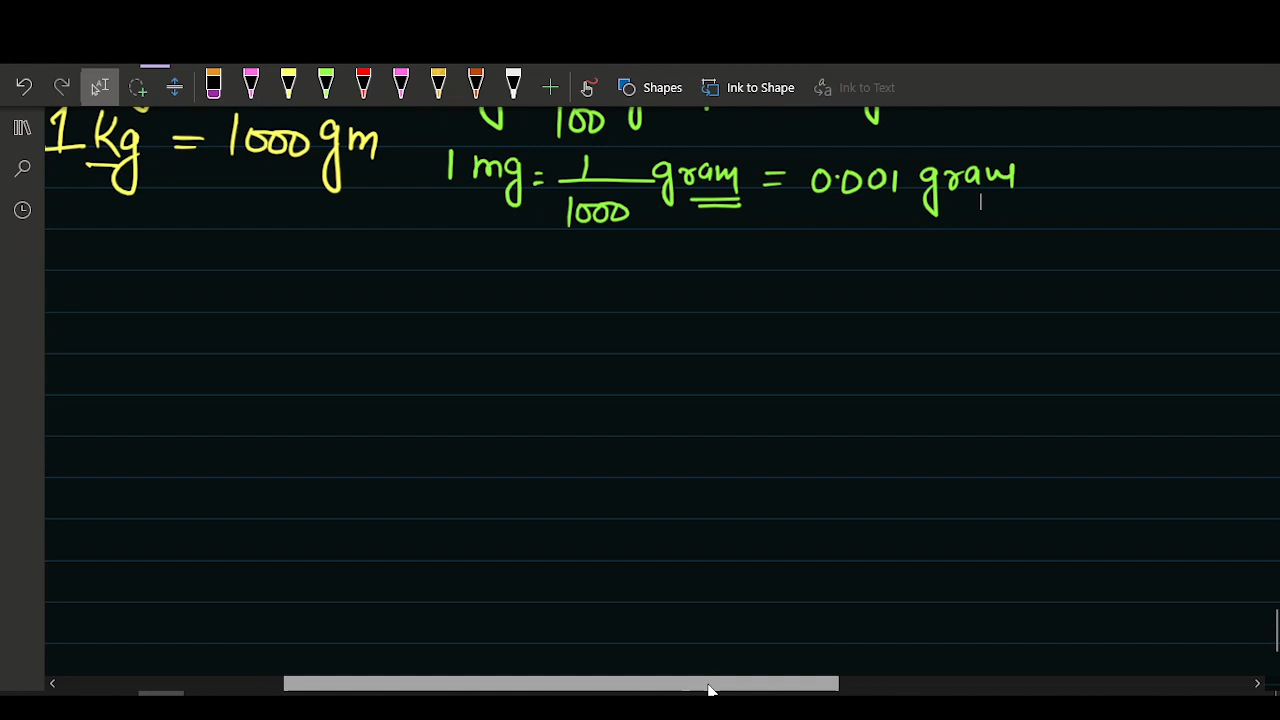 Shapes Ink to Shape Ink to Text
1 Kg = 1000 gm
100
1 mg = 1/1000 gram = 0.001 gram